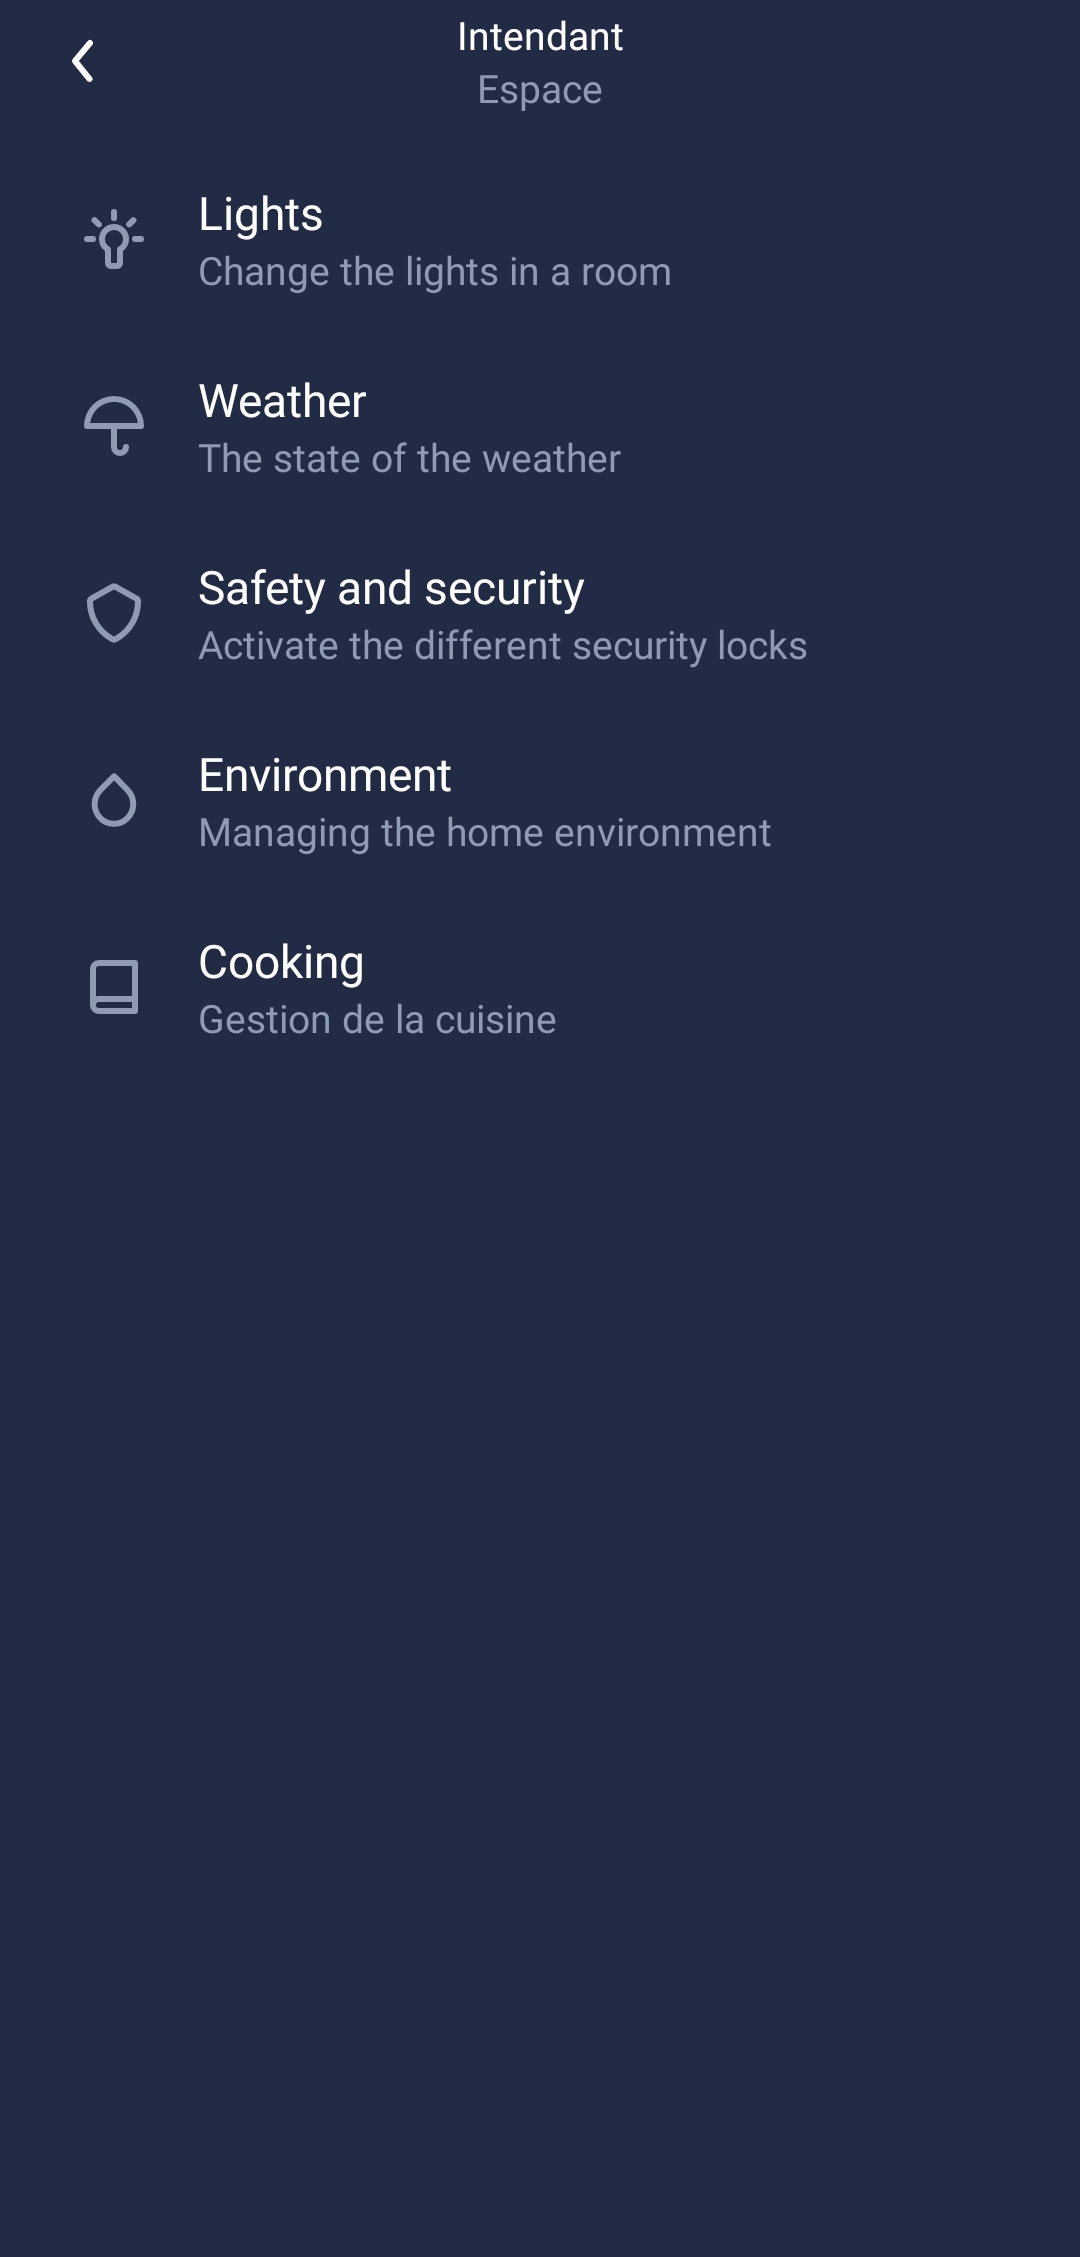 Intendant
Espace
Lights
Change the lights in a room
Weather
The state of the weather
Safety and security
Activate the different security locks
Environment
Managing the home environment
Cooking
Gestion de la cuisine